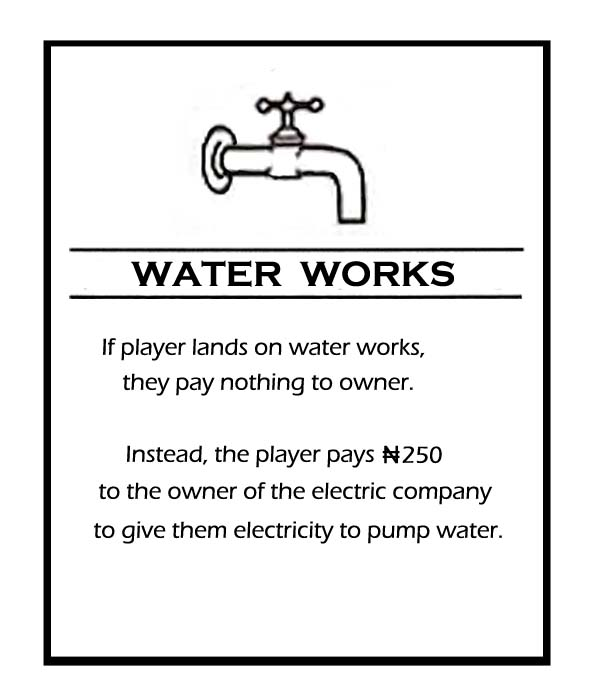 WATER WORKS
If player lands on water works,
they pay nothing to owner.
Instead, the player pays ₦250
to the owner of the electric company
to give them electricity to pump water.